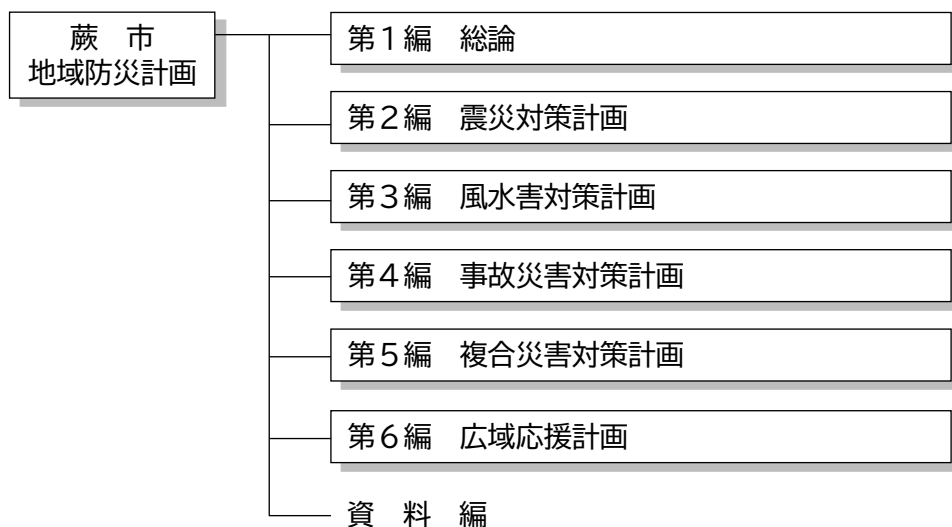 蕨　市
地域防災計画
第１編　総論
第２編　震災対策計画
第３編　風水害対策計画
第４編　事故災害対策計画
第５編　複合災害対策計画
第６編　広域応援計画
資　料　編